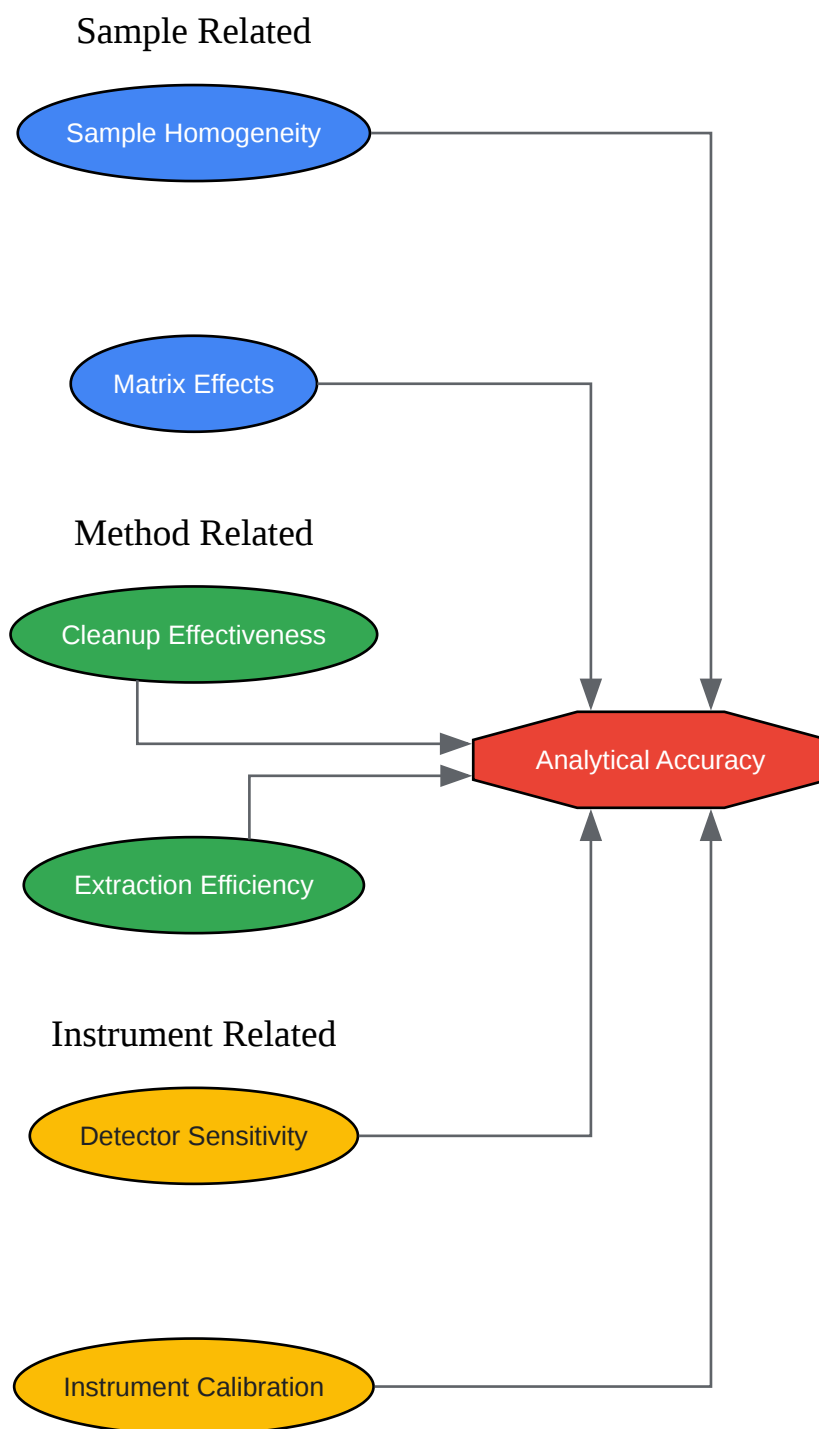 Sample Related
Sample Homogeneity
Matrix Effects
Method Related
Cleanup Effectiveness
Analytical Accuracy
Extraction Efficiency
Instrument Related
Detector Sensitivity
Instrument Calibration